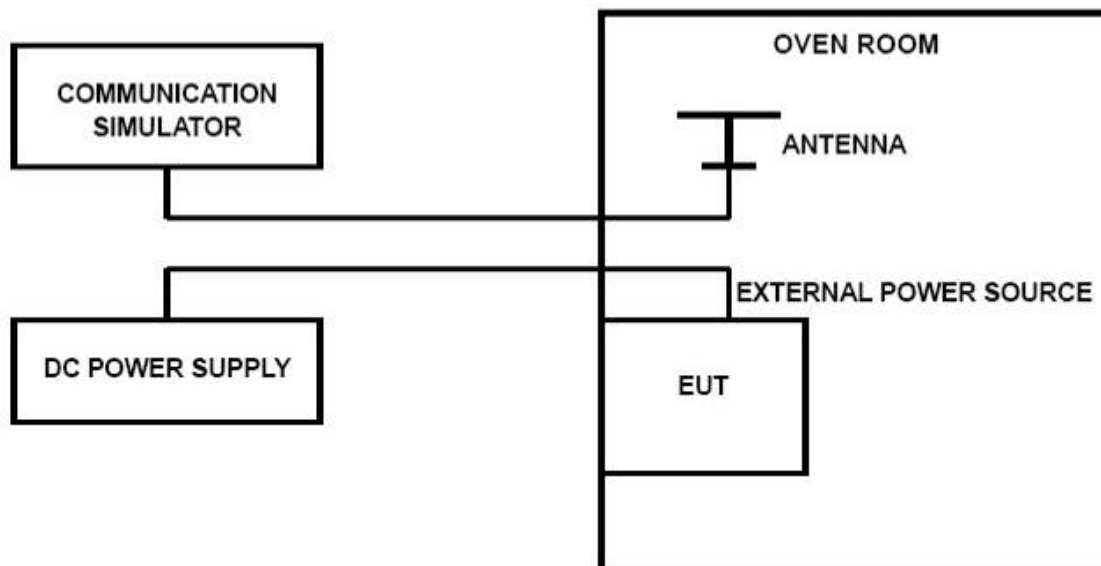 COMMUNICATION
SIMULATOR
OVEN ROOM
ANTENNA
EXTERNAL POWER SOURCE
DC POWER SUPPLY
EUT